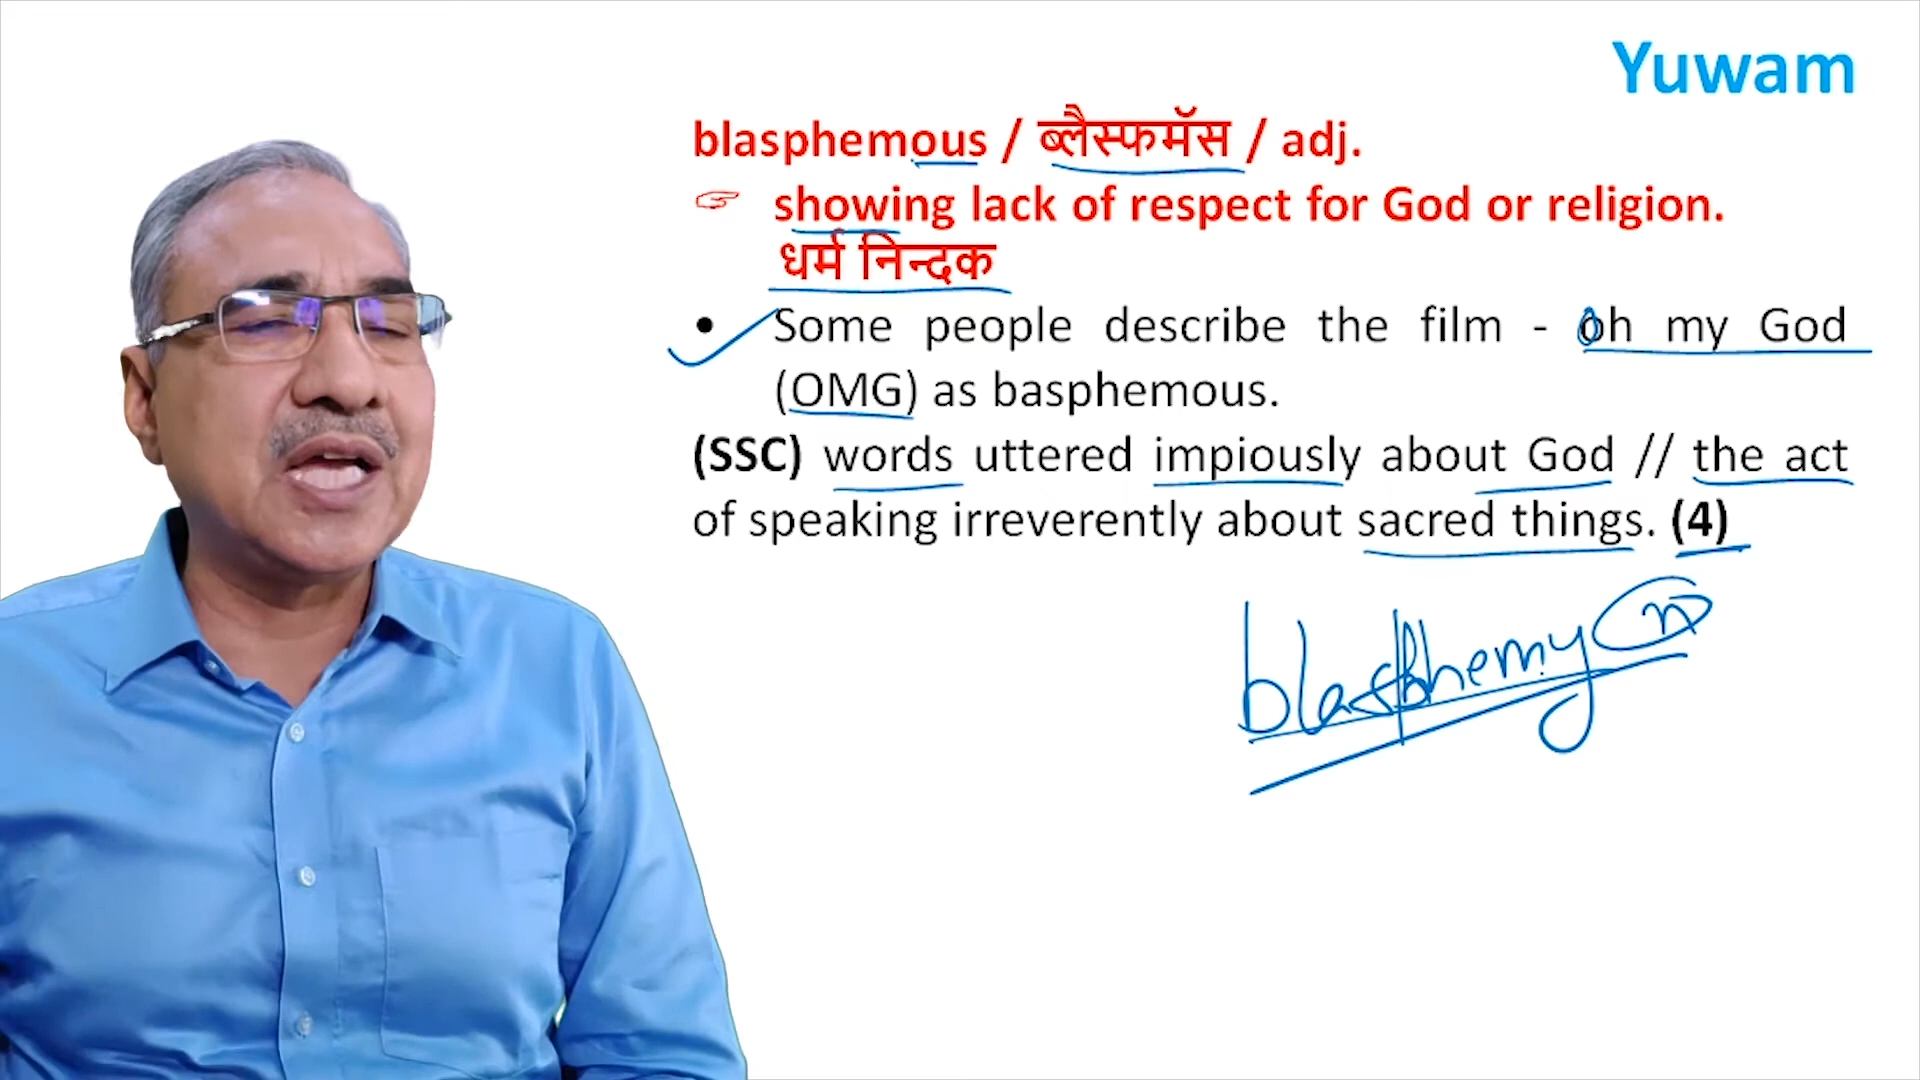 Yuwam
blasphemous / ब्लैस्फमॅस / adj.
☞ showing lack of respect for God or religion.
धर्म निन्दक
• Some people describe the film - oh my God
(OMG) as basphemous.
(SSC) words uttered impiously about God // the act
of speaking irreverently about sacred things. (4)
blasphemy n